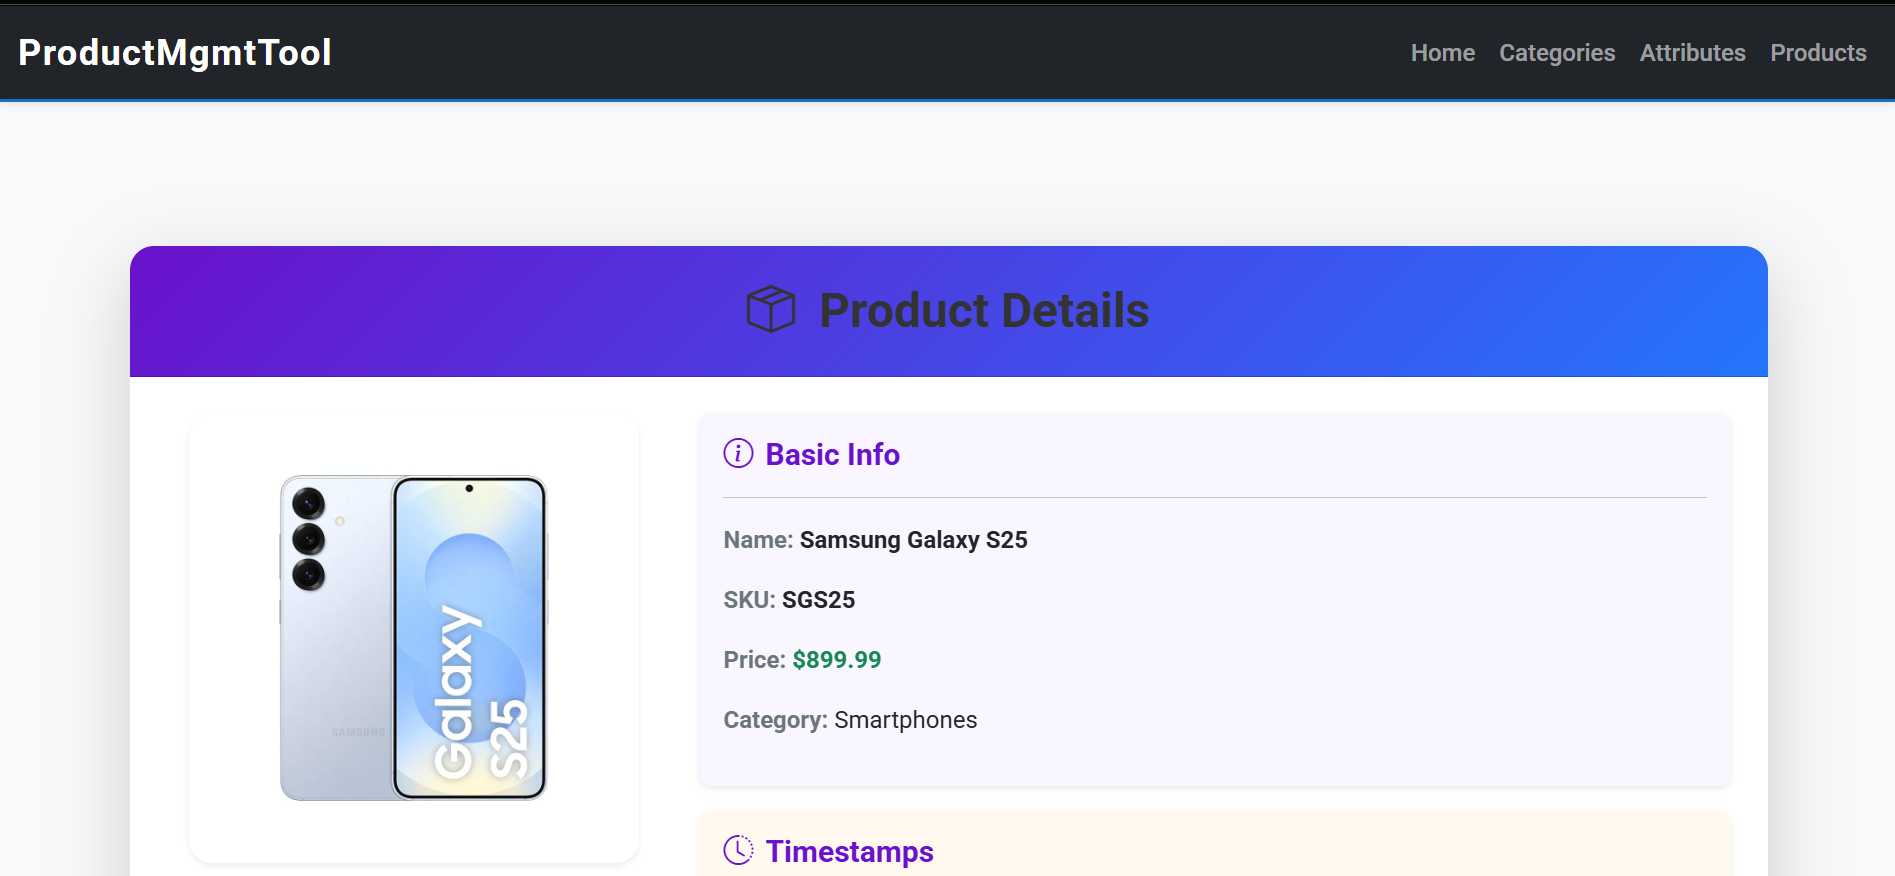 ProductMgmtTool
Home Categories Attributes Products
Product Details
SAMSUNG
Galaxy
S25
Basic Info
Name: Samsung Galaxy S25
SKU: SGS25
Price: $899.99
Category: Smartphones
Timestamps